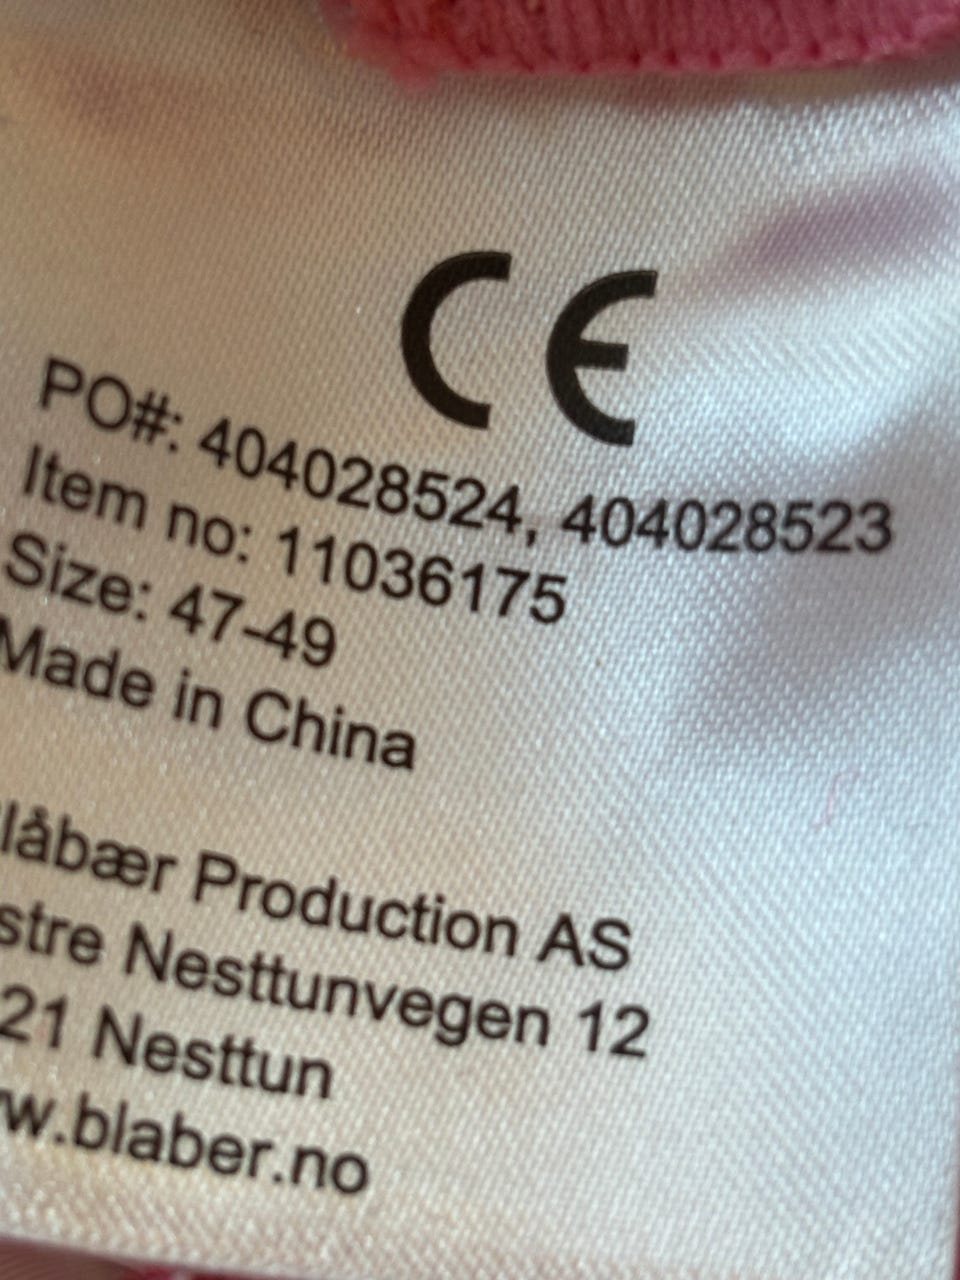 CE
PO#: 404028524, 404028523
Item no: 11036175
Size: 47-49
Made in China
låbær Production AS
stre Nesttunvegen 12
21 Nesttun
w.blaber.no